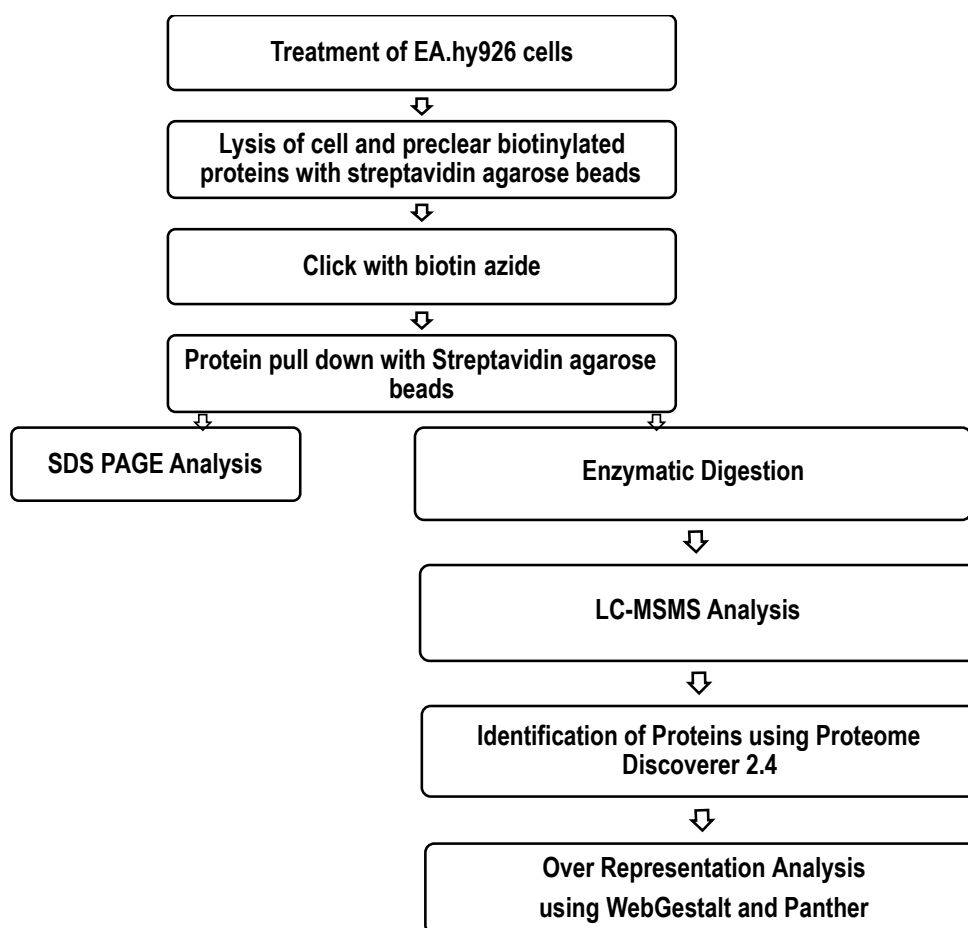 Treatment of EA.hy926 cells
Lysis of cell and preclear biotinylated
proteins with streptavidin agarose beads
Click with biotin azide
Protein pull down with Streptavidin agarose
beads
SDS PAGE Analysis
Enzymatic Digestion
LC-MSMS Analysis
Identification of Proteins using Proteome
Discoverer 2.4
Over Representation Analysis
using WebGestalt and Panther